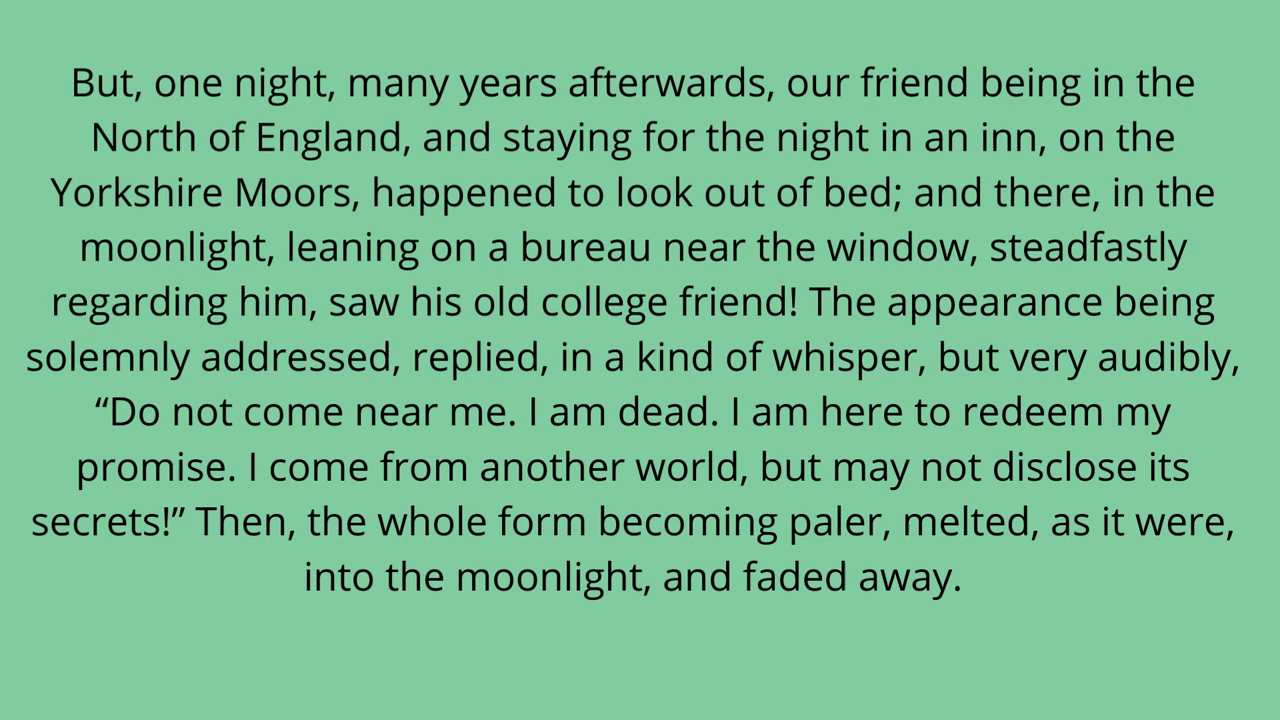 But, one night, many years afterwards, our friend being in the
North of England, and staying for the night in an inn, on the
Yorkshire Moors, happened to look out of bed; and there, in the
moonlight, leaning on a bureau near the window, steadfastly
regarding him, saw his old college friend! The appearance being
solemnly addressed, replied, in a kind of whisper, but very audibly,
“Do not come near me. I am dead. I am here to redeem my
promise. I come from another world, but may not disclose its
secrets!” Then, the whole form becoming paler, melted, as it were,
into the moonlight, and faded away.